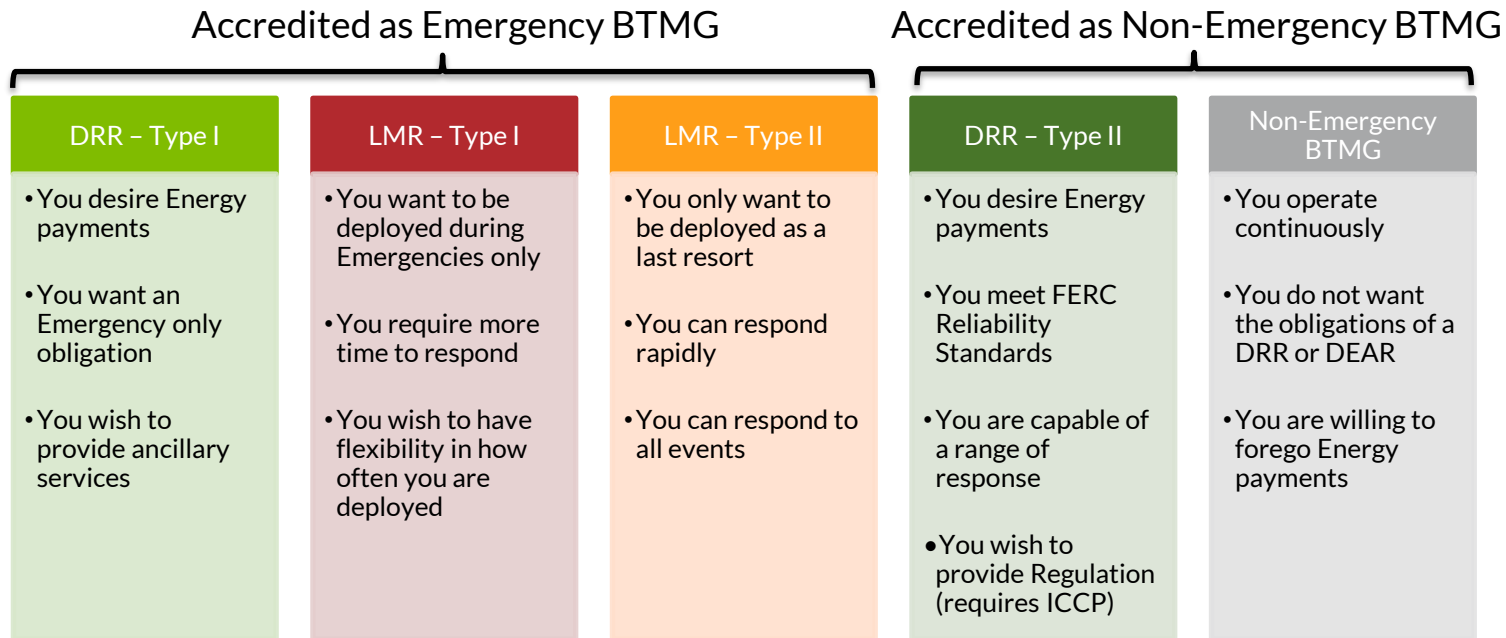 Accredited as Emergency BTMG
Accredited as Non-Emergency BTMG
DRR – Type I
• You desire Energy
payments
• You want an
Emergency only
obligation
• You wish to
provide ancillary
services
LMR – Type I
• You want to be
deployed during
Emergencies only
• You require more
time to respond
• You wish to have
flexibility in how
often you are
deployed
LMR – Type II
• You only want to
be deployed as a
last resort
• You can respond
rapidly
• You can respond to
all events
DRR – Type II
• You desire Energy
payments
• You meet FERC
Reliability
Standards
• You are capable of
a range of
response
• You wish to
provide Regulation
(requires ICCP)
Non-Emergency
BTMG
• You operate
continuously
• You do not want
the obligations of a
DRR or DEAR
• You are willing to
forego Energy
payments